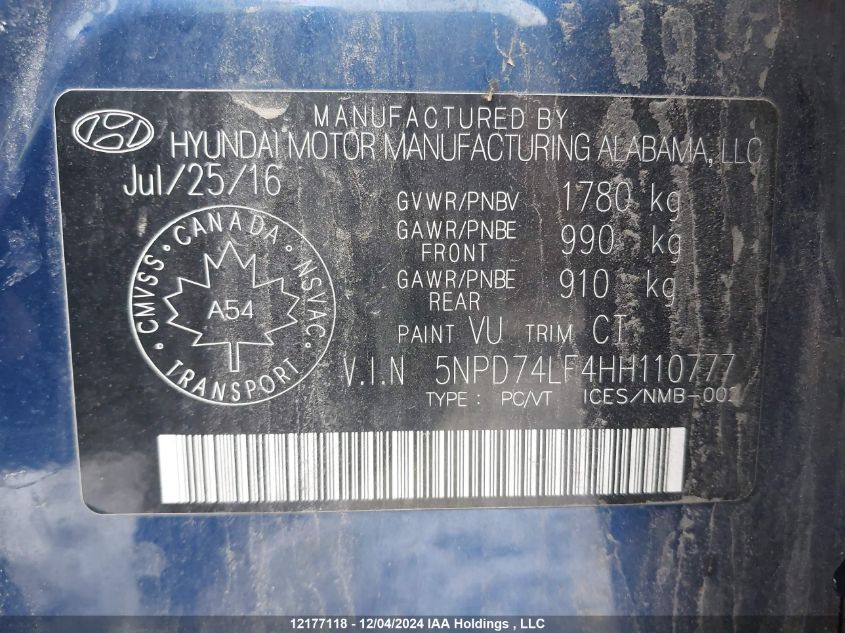 MANUFACTURED BY
HYUNDAI MOTOR MANUFACTURING ALABAMA, LLC
Jul/25/16
GVWR/PNBV 1780 kg
GAWR/PNBE FRONT 990 kg
GAWR/PNBE REAR 910 kg
CANADA · NSVAC · TRANSPORT · CMVSS ·
A54
PAINT VU TRIM CT
V.I.N 5NPD74LF4HH110777
TYPE : PC/VT ICES/NMB-002
12177118 - 12/04/2024 IAA Holdings , LLC